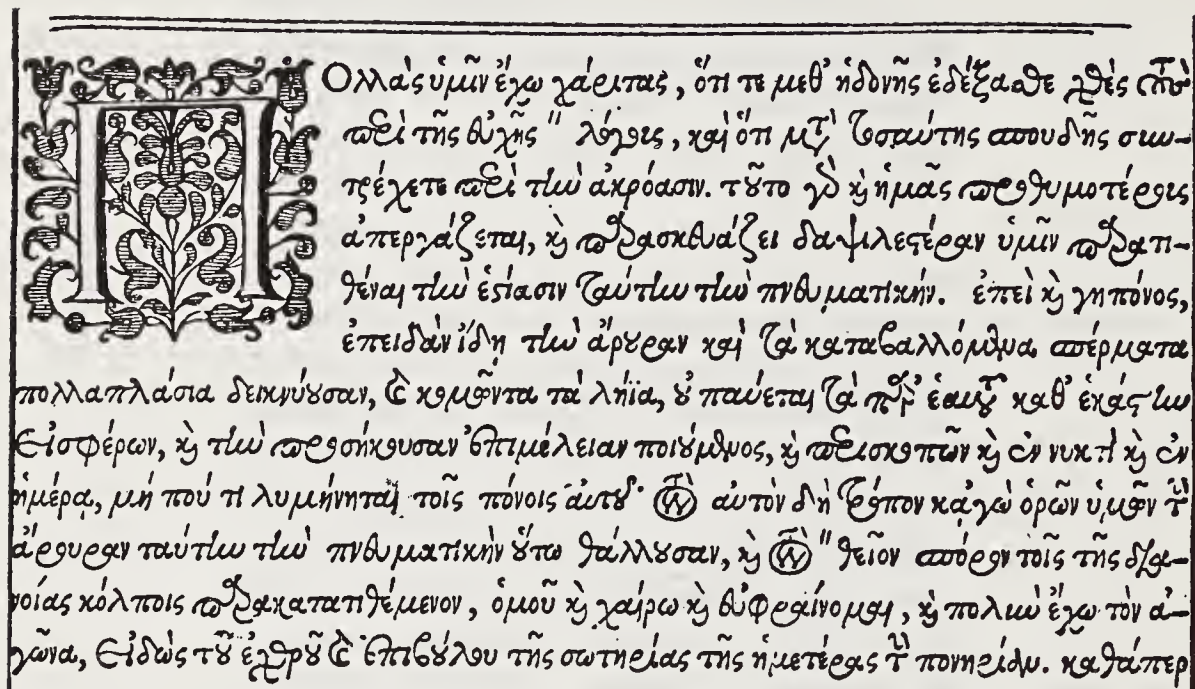 ΠΟλλὰς ὑμῖν ἔχω χάριτας, ὅτι τε μεθ' ἡδονῆς ἐδέξασθε χθὲς τοὺς
περὶ τῆς εὐχῆς " λόγους, καὶ ὅτι μετὰ τοσαύτης σπουδῆς συν-
τρέχετε περὶ τὴν ἀκρόασιν. τοῦτο γὰρ καὶ ἡμᾶς προθυμοτέρους
ἀπεργάζεται, καὶ παρασκευάζει δαψιλεστέραν ὑμῖν παρατι-
θέναι τὴν ἑστίασιν ταύτην τὴν πνευματικήν. ἐπεὶ καὶ γηπόνος,
ἐπειδὰν ἴδη τὴν ἄρουραν καὶ τὰ καταβαλλόμενα σπέρματα
πολλαπλάσια δεικνύουσαν, καὶ κομῶντα τὰ λήϊα, οὐ παύεται τὰ παρ' ἑαυτοῦ καθ' ἑκάστην
εἰσφέρων, καὶ τὴν προσήκουσαν ἐπιμέλειαν ποιούμενος, καὶ περισκοπῶν καὶ ἐν νυκτὶ καὶ ἐν
ἡμέρᾳ, μή πού τι λυμήνηται τοῖς πόνοις αὐτοῦ· τὸν αὐτὸν δὴ τρόπον κἀγὼ ὁρῶν ὑμῶν τὴν
ἄρουραν ταύτην τὴν πνευματικὴν οὕτω θάλλουσαν, καὶ τὸν " θεῖον σπόρον τοῖς τῆς δια-
νοίας κόλποις παρακατατιθέμενον, ὁμοῦ καὶ χαίρω καὶ εὐφραίνομαι, καὶ πολὺν ἔχω τὸν ἀ-
γῶνα, εἰδὼς τοῦ ἐχθροῦ καὶ ἐπιβούλου τῆς σωτηρίας τῆς ἡμετέρας τὴν πονηρίαν. καθάπερ